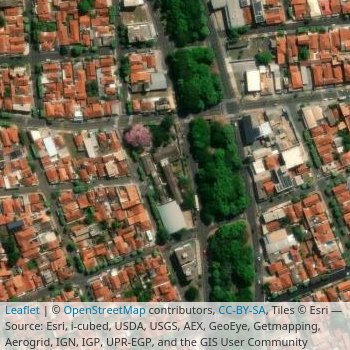 Leaflet | © OpenStreetMap contributors, CC-BY-SA, Tiles © Esri —
Source: Esri, i-cubed, USDA, USGS, AEX, GeoEye, Getmapping,
Aerogrid, IGN, IGP, UPR-EGP, and the GIS User Community